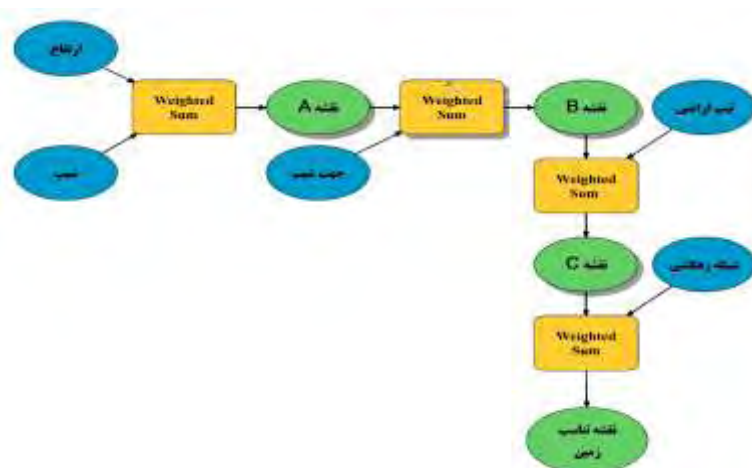 ارتفاع
Weighted
Sum
نقشه A
Weighted
Sum
نقشه B
تیپ اراضی
شیب
جهت شیب
Weighted
Sum
نقشه C
شبکه زهکشی
Weighted
Sum
نقشه تناسب
زمین